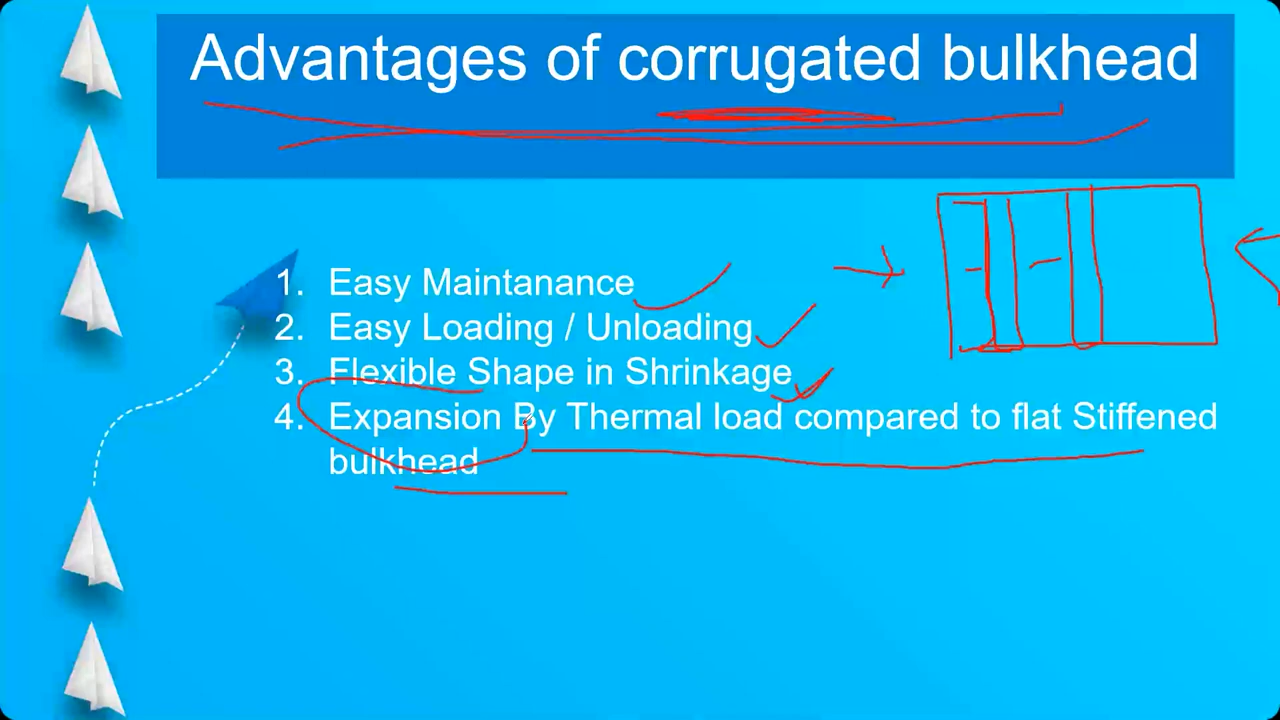 Advantages of corrugated bulkhead
1. Easy Maintanance
2. Easy Loading / Unloading
3. Flexible Shape in Shrinkage
4. Expansion By Thermal load compared to flat Stiffened
bulkhead